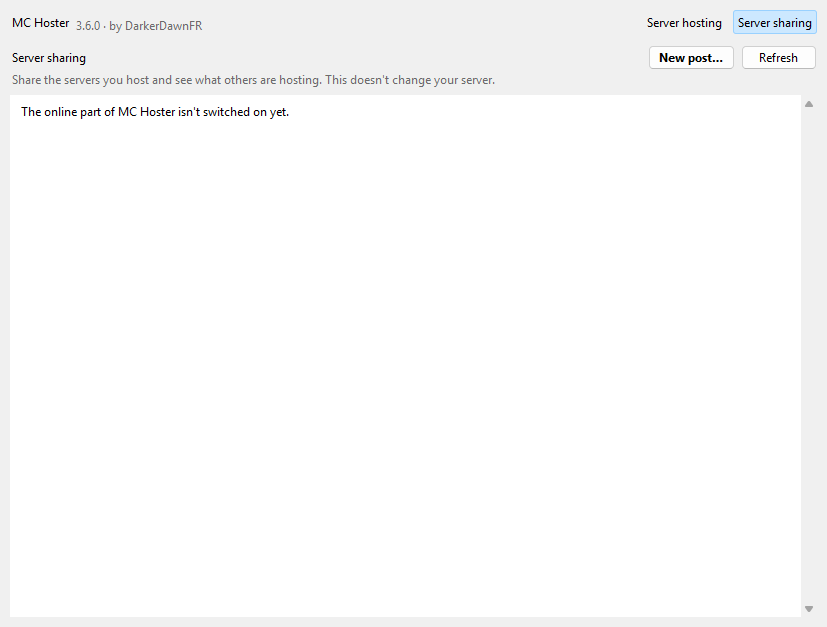 MC Hoster 3.6.0 · by DarkerDawnFR Server hosting Server sharing
Server sharing New post... Refresh
Share the servers you host and see what others are hosting. This doesn't change your server.
The online part of MC Hoster isn't switched on yet.